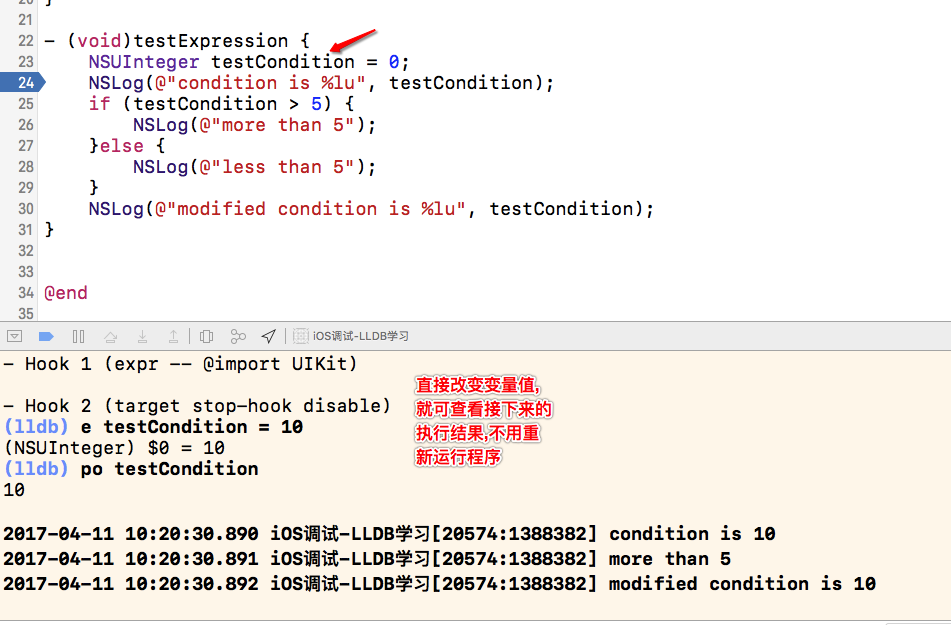 20 }
21
22 - (void)testExpression {
23 NSUInteger testCondition = 0;
24 NSLog(@"condition is %lu", testCondition);
25 if (testCondition > 5) {
26 NSLog(@"more than 5");
27 }else {
28 NSLog(@"less than 5");
29 }
30 NSLog(@"modified condition is %lu", testCondition);
31 }
32
33
34 @end
35
iOS调试-LLDB学习
- Hook 1 (expr -- @import UIKit)
- Hook 2 (target stop-hook disable)
(lldb) e testCondition = 10
(NSUInteger) $0 = 10
(lldb) po testCondition
10
直接改变变量值,
就可查看接下来的
执行结果,不用重
新运行程序
2017-04-11 10:20:30.890 iOS调试-LLDB学习[20574:1388382] condition is 10
2017-04-11 10:20:30.891 iOS调试-LLDB学习[20574:1388382] more than 5
2017-04-11 10:20:30.892 iOS调试-LLDB学习[20574:1388382] modified condition is 10